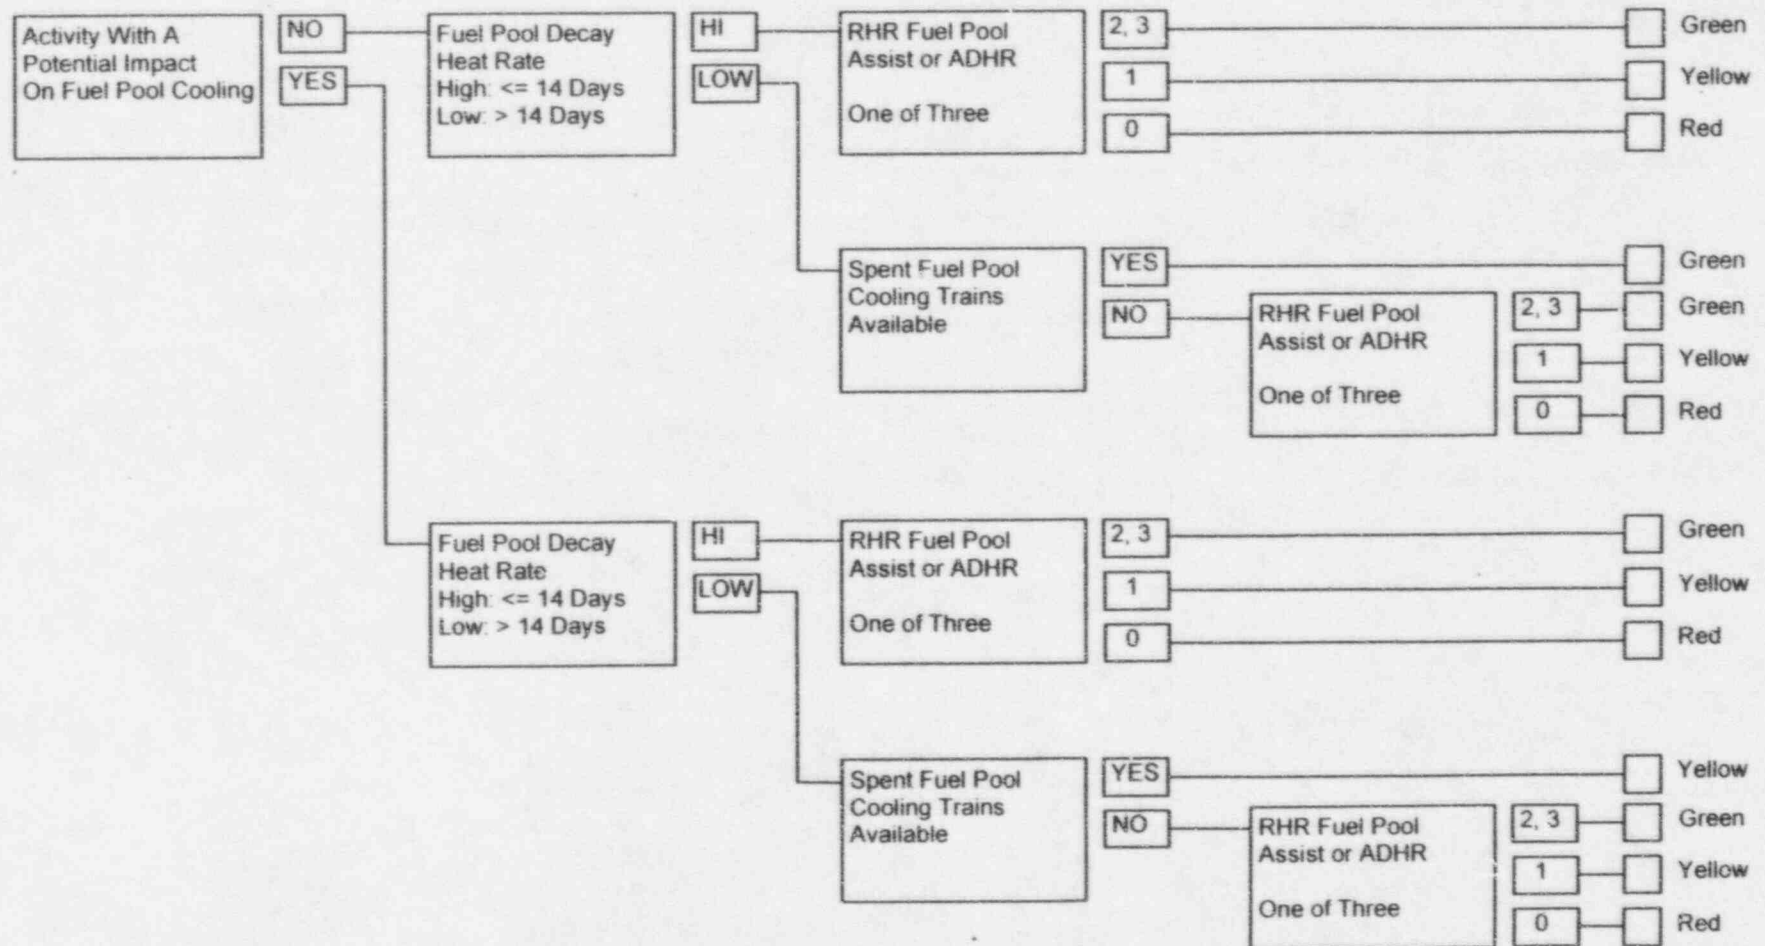 Activity With A
Potential Impact
On Fuel Pool Cooling
NO
YES
Fuel Pool Decay
Heat Rate
High: <= 14 Days
Low: > 14 Days
HI
LOW
RHR Fuel Pool
Assist or ADHR
One of Three
2, 3
Green
1
Yellow
0
Red
Spent Fuel Pool
Cooling Trains
Available
YES
Green
NO
RHR Fuel Pool
Assist or ADHR
One of Three
2, 3
Green
1
Yellow
0
Red
Fuel Pool Decay
Heat Rate
High: <= 14 Days
Low: > 14 Days
HI
LOW
RHR Fuel Pool
Assist or ADHR
One of Three
2, 3
Green
1
Yellow
0
Red
Spent Fuel Pool
Cooling Trains
Available
YES
Yellow
NO
RHR Fuel Pool
Assist or ADHR
One of Three
2, 3
Green
1
Yellow
0
Red